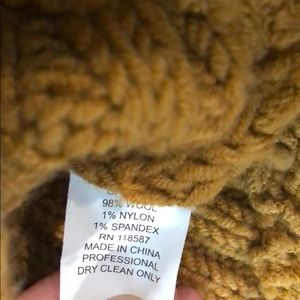 98% WOOL
1% NYLON
1% SPANDEX
RN 118587
MADE IN CHINA
PROFESSIONAL
DRY CLEAN ONLY